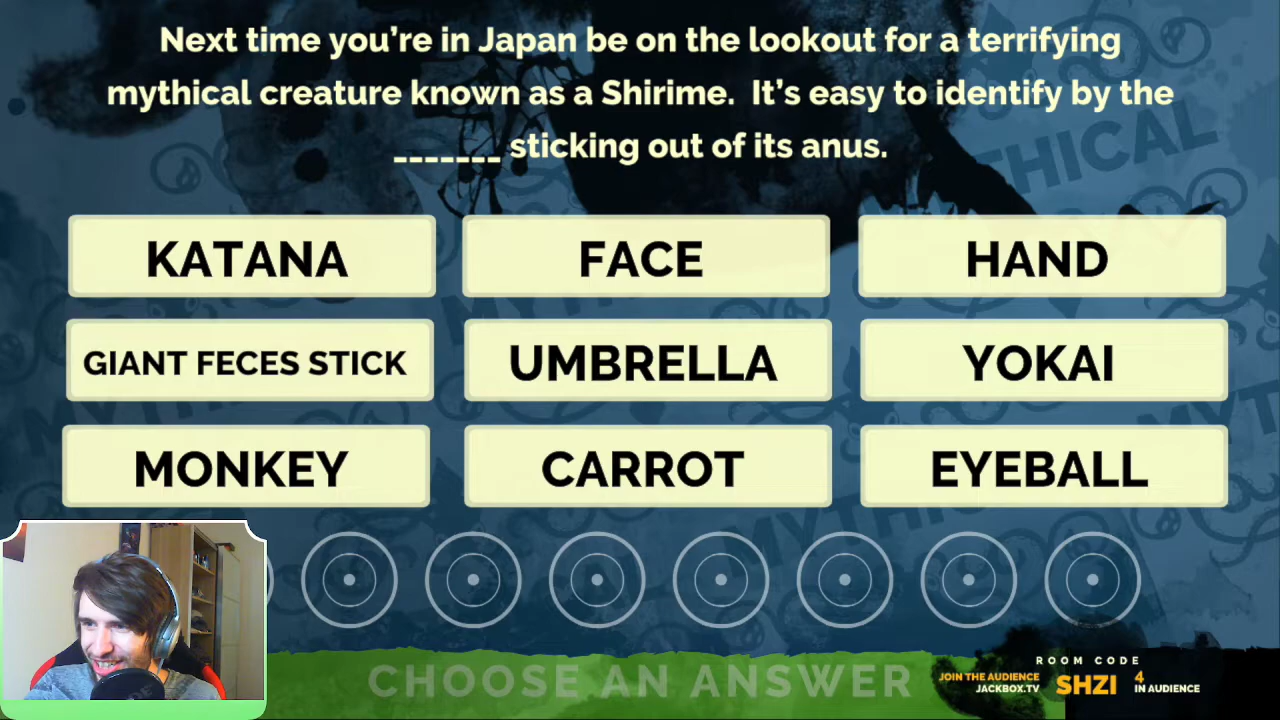 Next time you're in Japan be on the lookout for a terrifying
mythical creature known as a Shirime. It's easy to identify by the
_______ sticking out of its anus.
KATANA
FACE
HAND
GIANT FECES STICK
UMBRELLA
YOKAI
MONKEY
CARROT
EYEBALL
CHOOSE AN ANSWER
ROOM CODE
JOIN THE AUDIENCE
JACKBOX.TV
SHZI
4
IN AUDIENCE